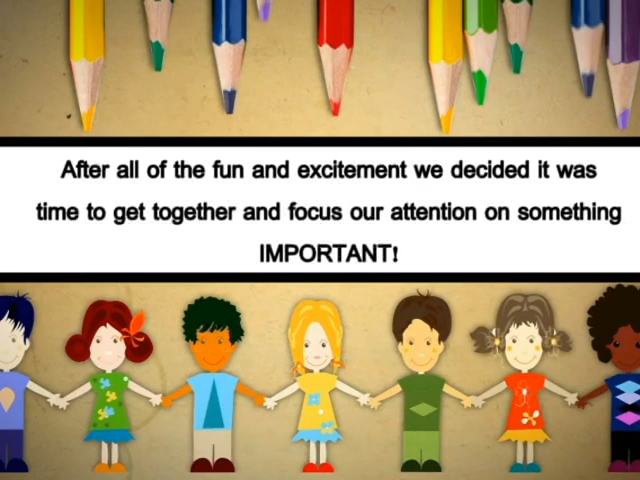 After all of the fun and excitement we decided it was
time to get together and focus our attention on something
IMPORTANT!